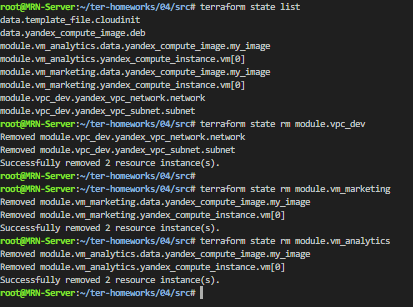 root@MRN-Server:~/ter-homeworks/04/src# terraform state list
data.template_file.cloudinit
data.yandex_compute_image.deb
module.vm_analytics.data.yandex_compute_image.my_image
module.vm_analytics.yandex_compute_instance.vm[0]
module.vm_marketing.data.yandex_compute_image.my_image
module.vm_marketing.yandex_compute_instance.vm[0]
module.vpc_dev.yandex_vpc_network.network
module.vpc_dev.yandex_vpc_subnet.subnet
root@MRN-Server:~/ter-homeworks/04/src# terraform state rm module.vpc_dev
Removed module.vpc_dev.yandex_vpc_network.network
Removed module.vpc_dev.yandex_vpc_subnet.subnet
Successfully removed 2 resource instance(s).
root@MRN-Server:~/ter-homeworks/04/src#
root@MRN-Server:~/ter-homeworks/04/src# terraform state rm module.vm_marketing
Removed module.vm_marketing.data.yandex_compute_image.my_image
Removed module.vm_marketing.yandex_compute_instance.vm[0]
Successfully removed 2 resource instance(s).
root@MRN-Server:~/ter-homeworks/04/src# terraform state rm module.vm_analytics
Removed module.vm_analytics.data.yandex_compute_image.my_image
Removed module.vm_analytics.yandex_compute_instance.vm[0]
Successfully removed 2 resource instance(s).
root@MRN-Server:~/ter-homeworks/04/src#